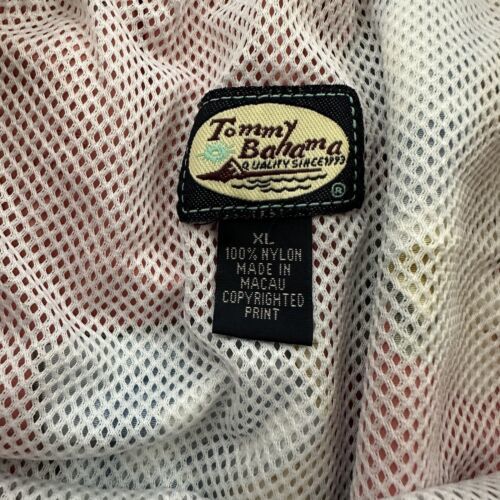 Tommy
Bahama
QUALITY SINCE 1993
®
XL
100% NYLON
MADE IN
MACAU
COPYRIGHTED
PRINT